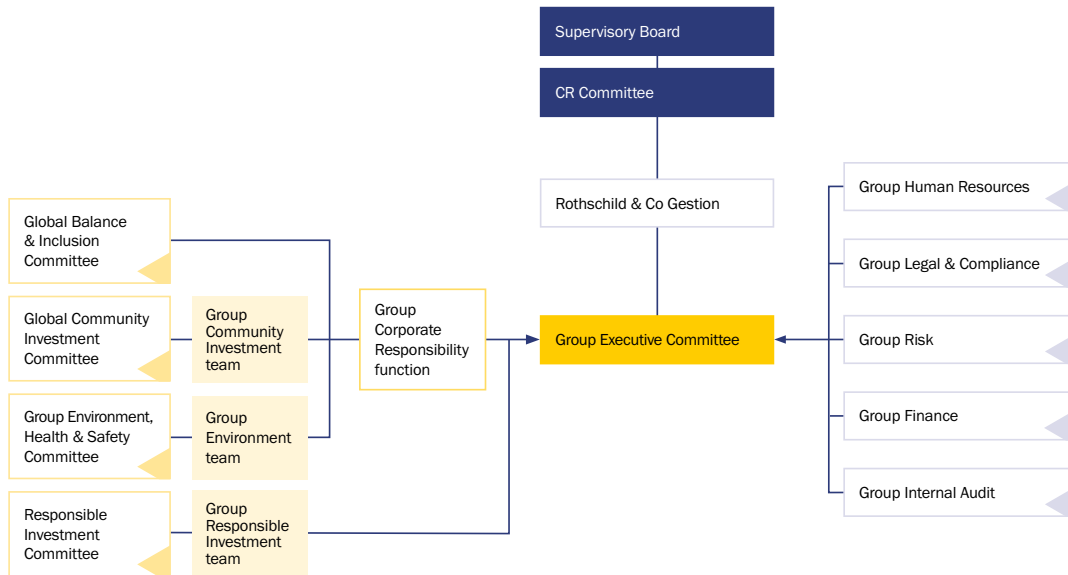 Supervisory Board
CR Committee
Rothschild & Co Gestion
Group Executive Committee
Global Balance
& Inclusion
Committee
Global Community
Investment
Committee
Group
Community
Investment
team
Group Environment,
Health & Safety
Committee
Group
Environment
team
Responsible
Investment
Committee
Group
Responsible
Investment
team
Group
Corporate
Responsibility
function
Group Human Resources
Group Legal & Compliance
Group Risk
Group Finance
Group Internal Audit